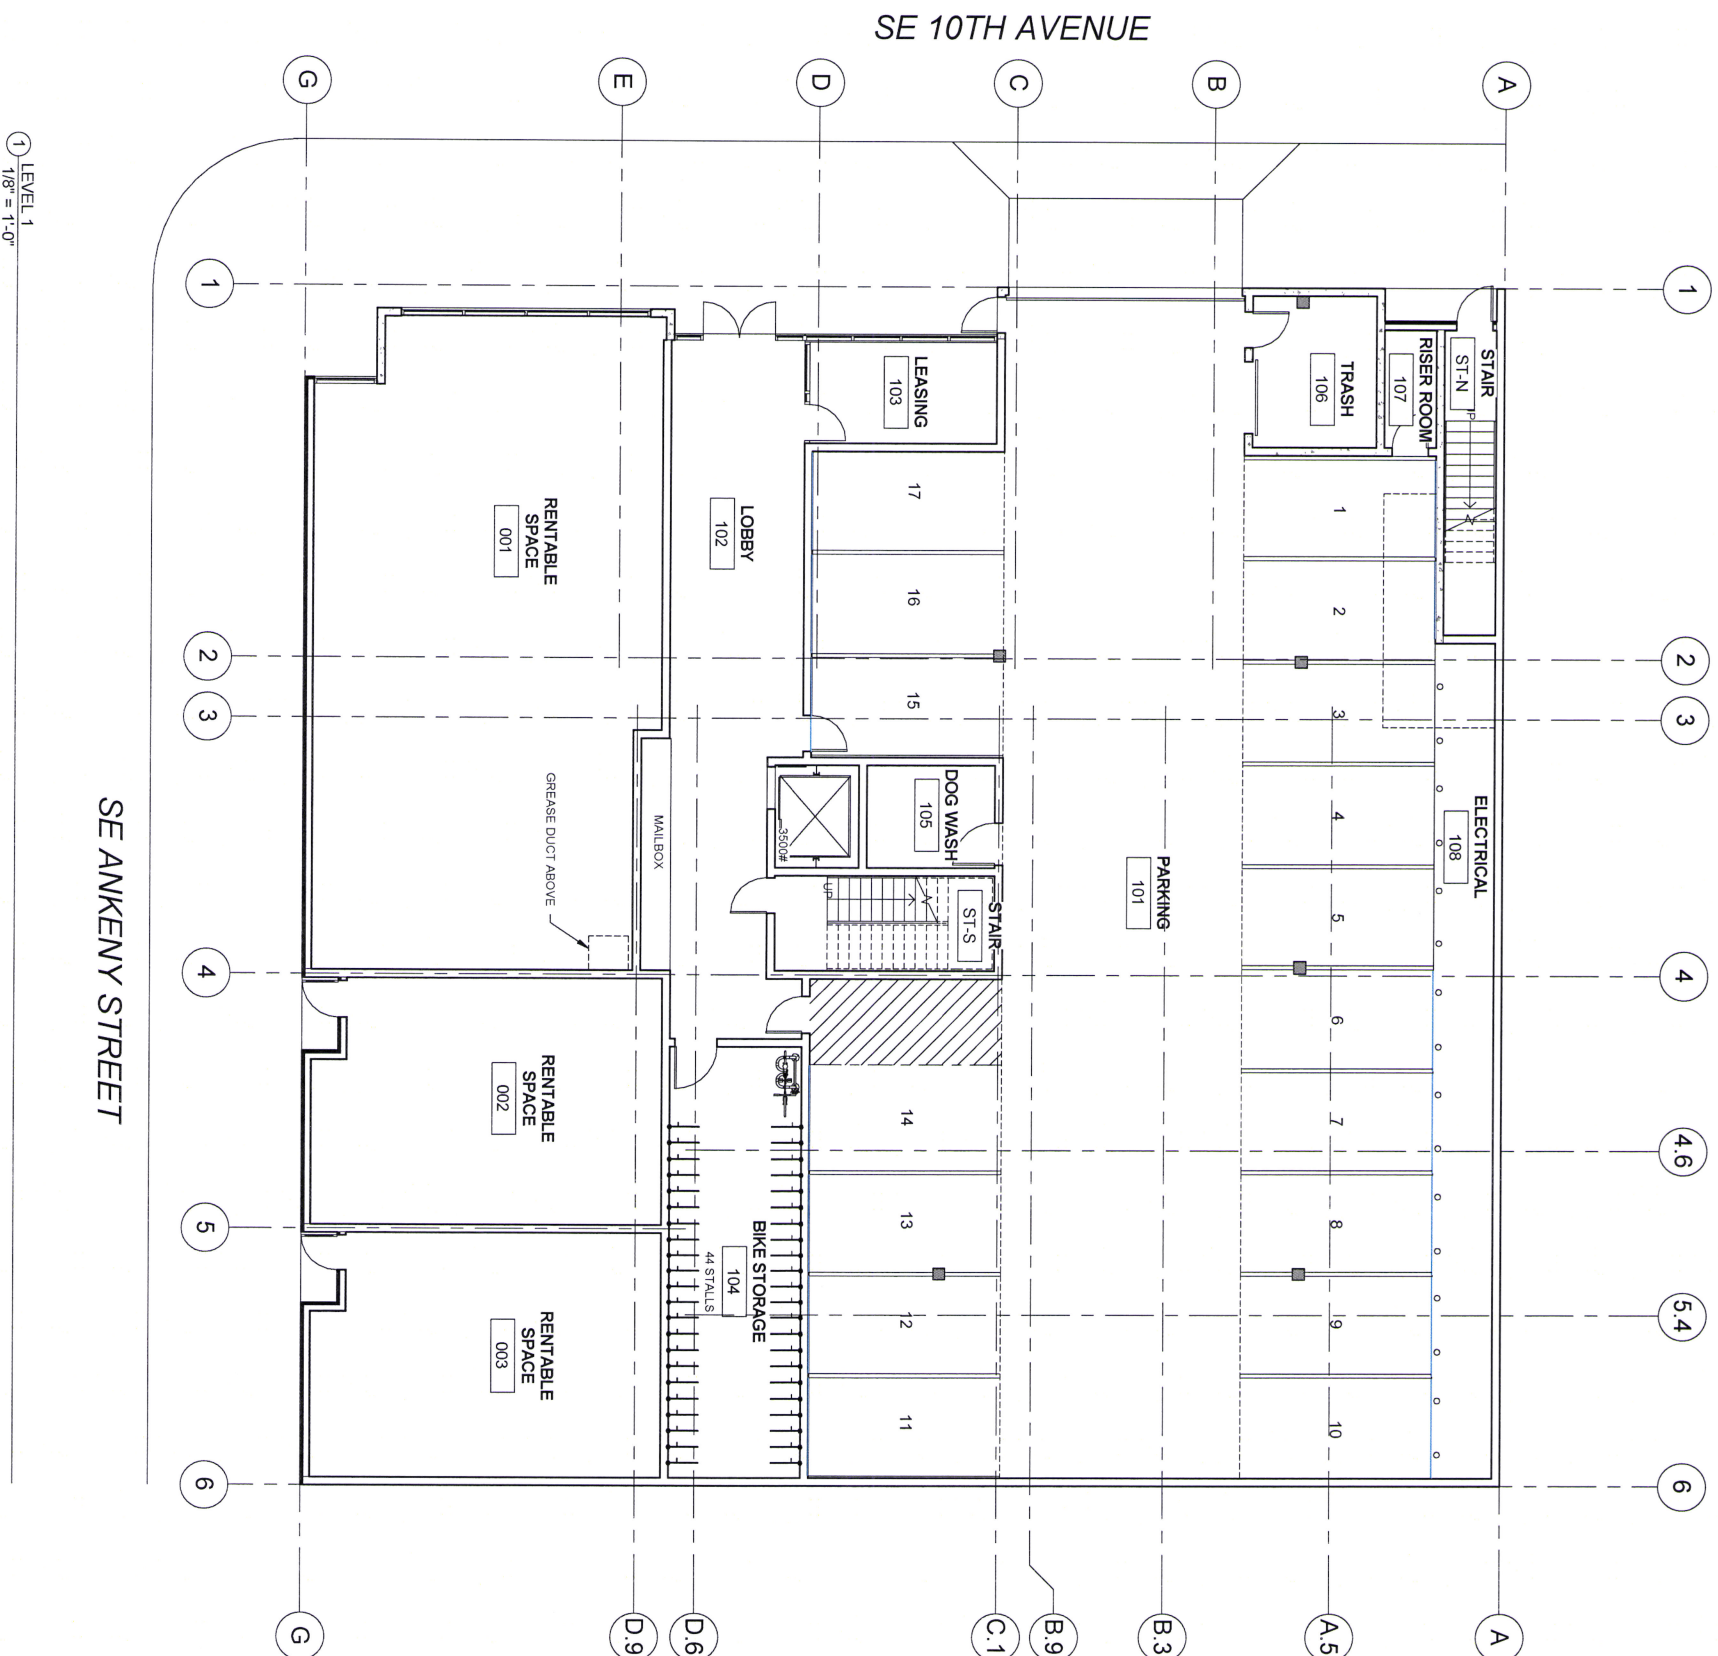 SE 10TH AVENUE
G
E
D
C
B
A
1
LEVEL 1
1/8" = 1'-0"
1
1
STAIR
ST-N
UP
RISER ROOM
107
TRASH
106
LEASING
103
LOBBY
102
RENTABLE
SPACE
001
17
16
15
1
2
3
4
5
6
7
8
9
10
2
2
3
3
ELECTRICAL
108
PARKING
101
DOG WASH
105
3500#
MAILBOX
GREASE DUCT ABOVE
UP
STAIR
ST-S
4
4
SE ANKENY STREET
RENTABLE
SPACE
002
14
13
12
11
4.6
5
BIKE STORAGE
104
44 STALLS
5.4
RENTABLE
SPACE
003
6
6
G
D.9
D.6
C.1
B.9
B.3
A.5
A